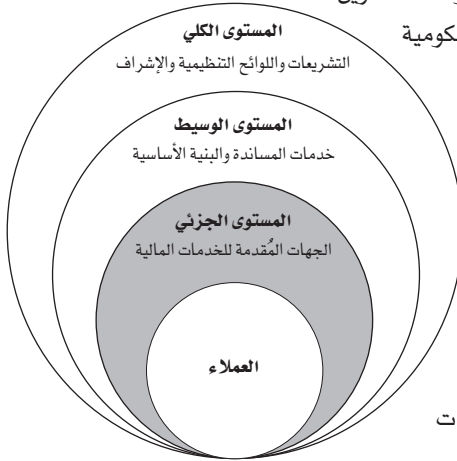 المستوى الكلي
التشريعات واللوائح التنظيمية والإشراف
المستوى الوسيط
خدمات المساندة والبنية الأساسية
المستوى الجزئي
الجهات المُقدمة للخدمات المالية
العملاء